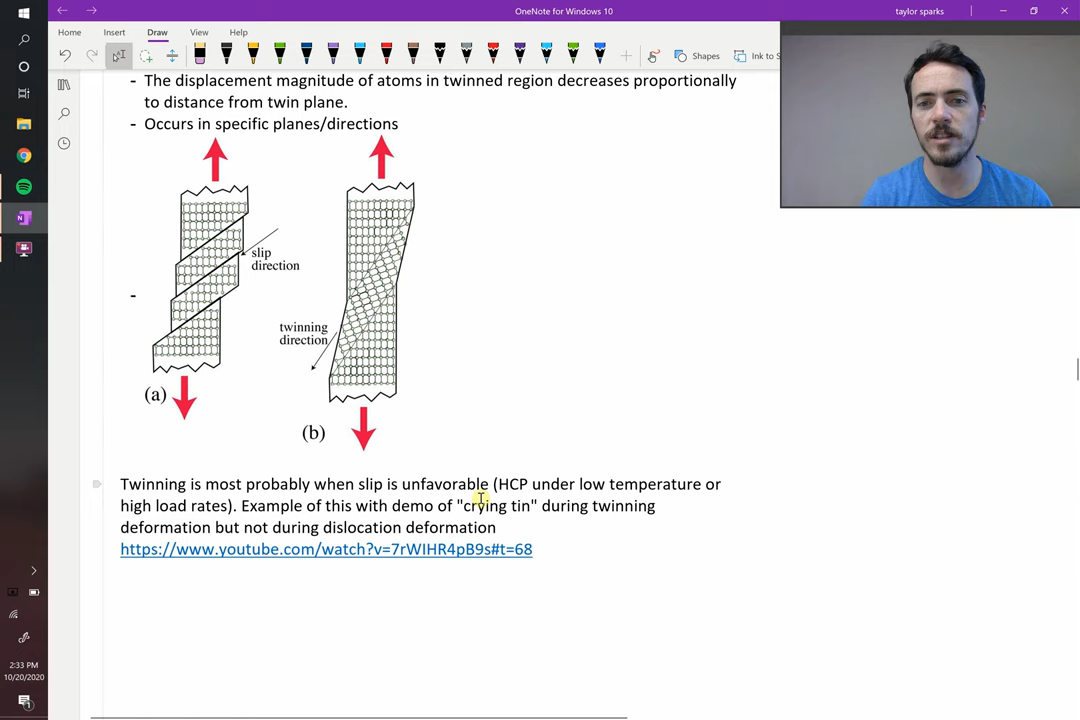 OneNote for Windows 10
taylor sparks
Home Insert Draw View Help
Shapes
Ink to S
- The displacement magnitude of atoms in twinned region decreases proportionally
to distance from twin plane.
- Occurs in specific planes/directions
slip
direction
-
twinning
direction
(a)
(b)
Twinning is most probably when slip is unfavorable (HCP under low temperature or
high load rates). Example of this with demo of "crying tin" during twinning
deformation but not during dislocation deformation
https://www.youtube.com/watch?v=7rWIHR4pB9s#t=68
2:33 PM
10/20/2020